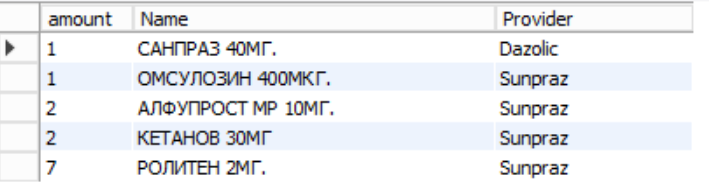 amount Name Provider
1 САНПРАЗ 40МГ. Dazolic
1 ОМСУЛОЗИН 400МКГ. Sunpraz
2 АЛФУПРОСТ МР 10МГ. Sunpraz
2 КЕТАНОВ 30МГ Sunpraz
7 РОЛИТЕН 2МГ. Sunpraz